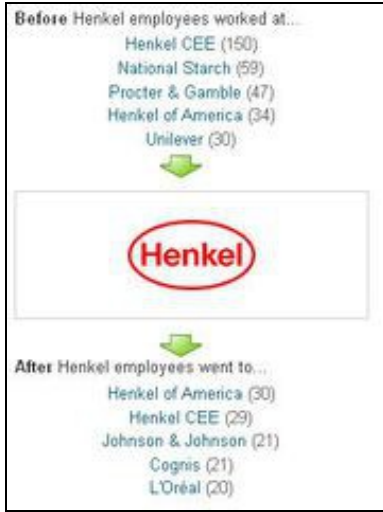 Before Henkel employees worked at...
Henkel CEE (150)
National Starch (59)
Procter & Gamble (47)
Henkel of America (34)
Unilever (30)
Henkel
After Henkel employees went to...
Henkel of America (30)
Henkel CEE (29)
Johnson & Johnson (21)
Cognis (21)
L'Oréal (20)